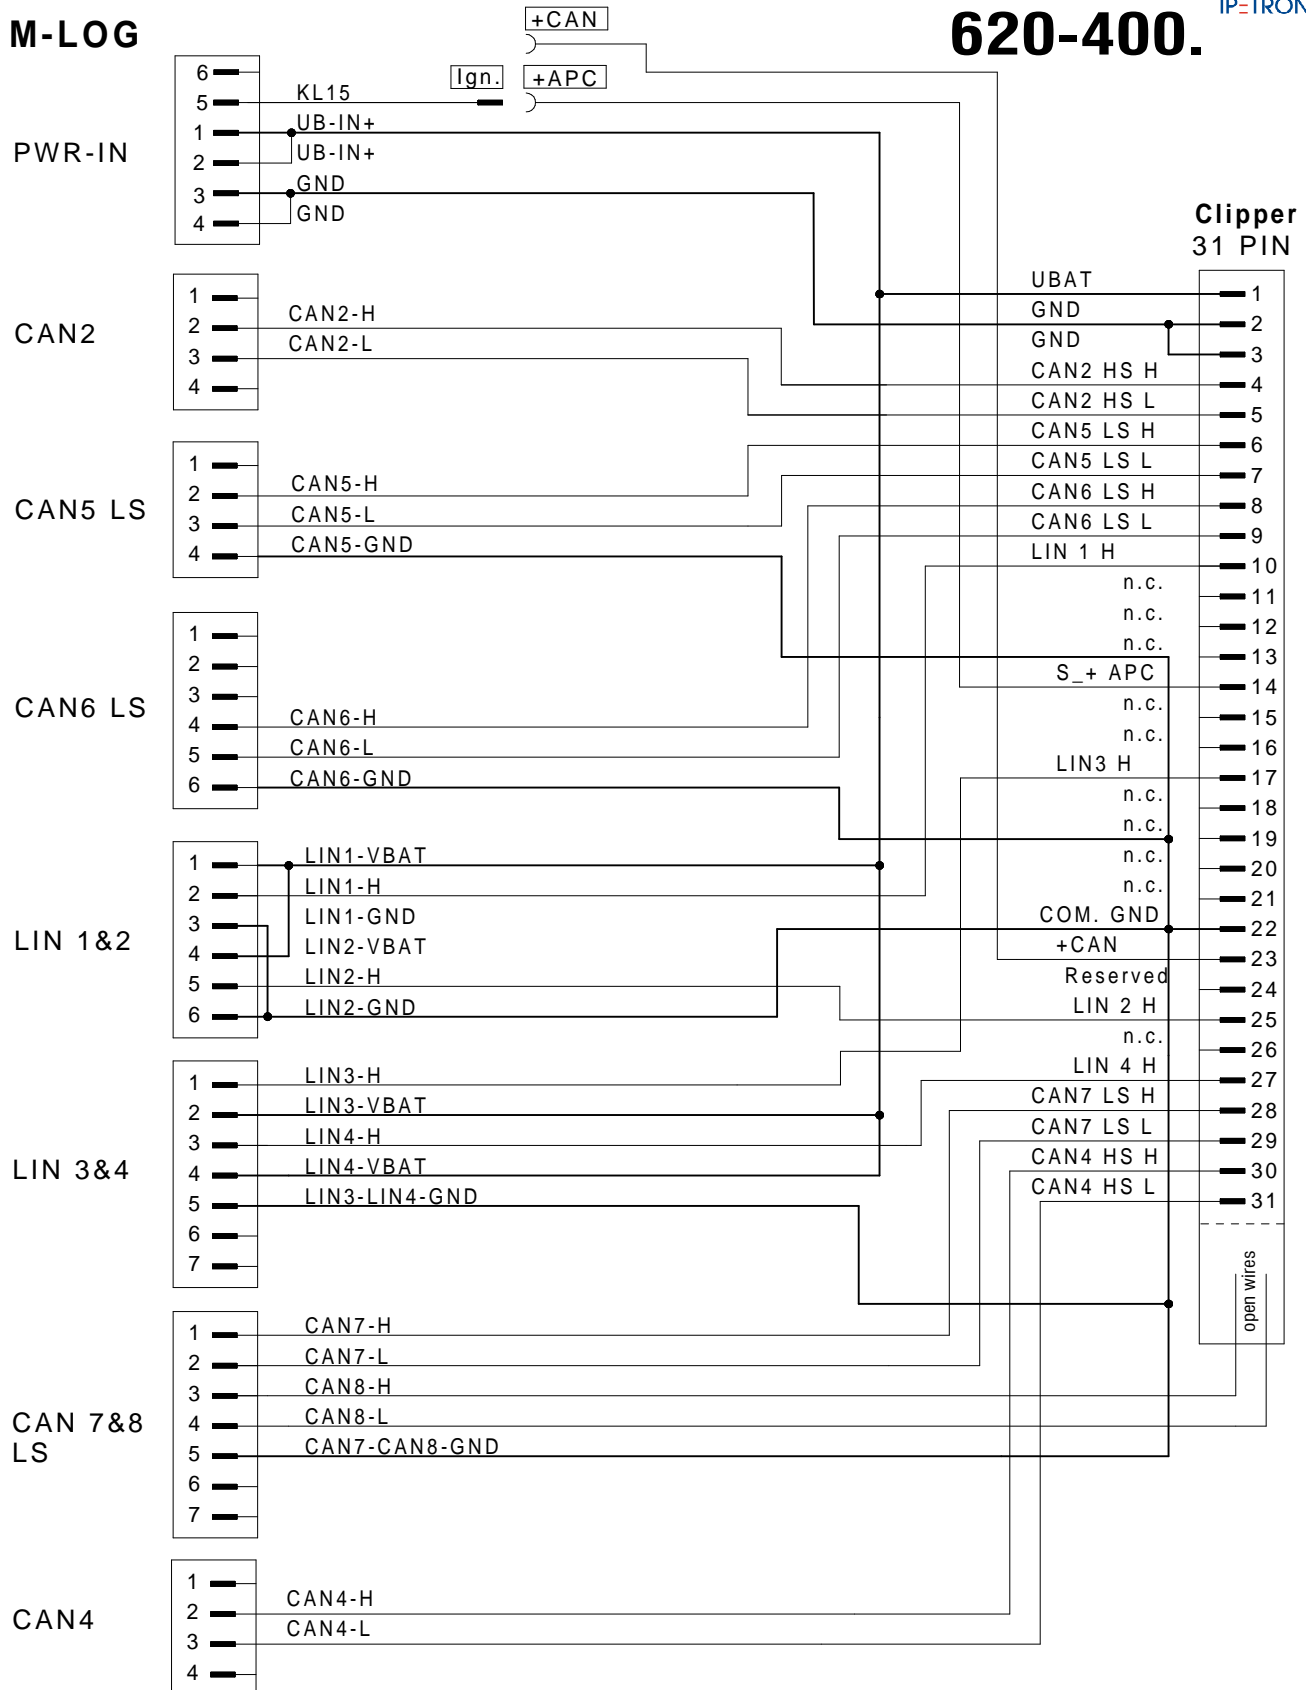 M-LOG
+CAN
620-400.
IPETRON
Ign.
+APC
PWR-IN
6
5 KL15
1 UB-IN+
2 UB-IN+
3 GND
4 GND
CAN2
1
2 CAN2-H
3 CAN2-L
4
CAN5 LS
1
2 CAN5-H
3 CAN5-L
4 CAN5-GND
CAN6 LS
1
2
3
4 CAN6-H
5 CAN6-L
6 CAN6-GND
LIN 1&2
1 LIN1-VBAT
2 LIN1-H
3 LIN1-GND
4 LIN2-VBAT
5 LIN2-H
6 LIN2-GND
LIN 3&4
1 LIN3-H
2 LIN3-VBAT
3 LIN4-H
4 LIN4-VBAT
5 LIN3-LIN4-GND
6
7
CAN 7&8
LS
1 CAN7-H
2 CAN7-L
3 CAN8-H
4 CAN8-L
5 CAN7-CAN8-GND
6
7
CAN4
1
2 CAN4-H
3 CAN4-L
4
Clipper
31 PIN
UBAT 1
GND 2
GND 3
CAN2 HS H 4
CAN2 HS L 5
CAN5 LS H 6
CAN5 LS L 7
CAN6 LS H 8
CAN6 LS L 9
LIN 1 H 10
n.c. 11
n.c. 12
n.c. 13
S_+ APC 14
n.c. 15
n.c. 16
LIN3 H 17
n.c. 18
n.c. 19
n.c. 20
n.c. 21
COM. GND 22
+CAN 23
Reserved 24
LIN 2 H 25
n.c. 26
LIN 4 H 27
CAN7 LS H 28
CAN7 LS L 29
CAN4 HS H 30
CAN4 HS L 31
open wires